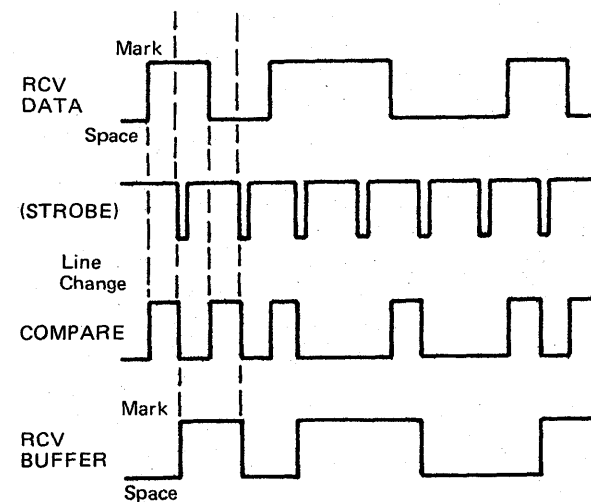 Mark
RCV
DATA
Space
(STROBE)
Line
Change
COMPARE
Mark
RCV
BUFFER
Space